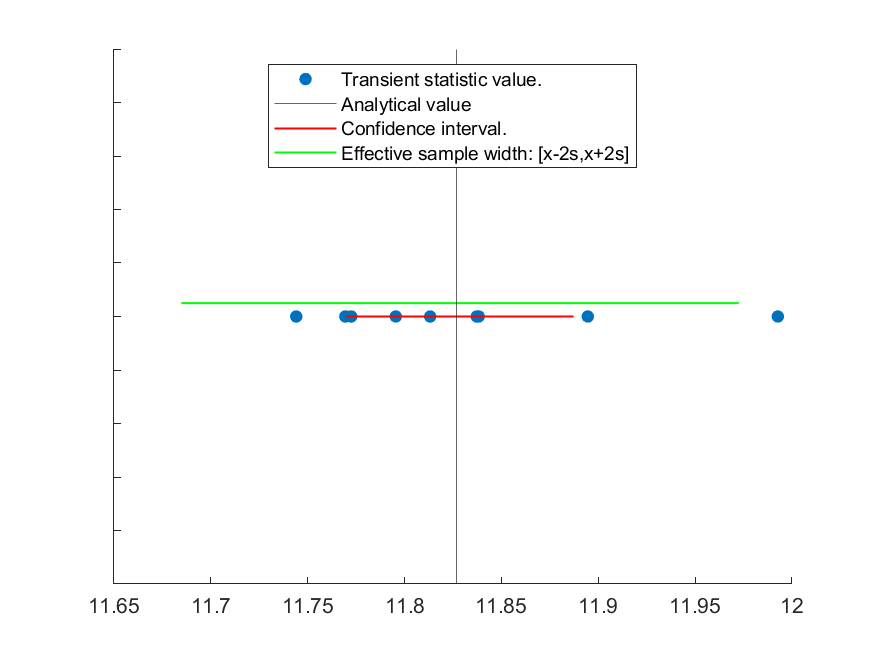 Transient statistic value.
Analytical value
Confidence interval.
Effective sample width: [x-2s,x+2s]
11.65 11.7 11.75 11.8 11.85 11.9 11.95 12